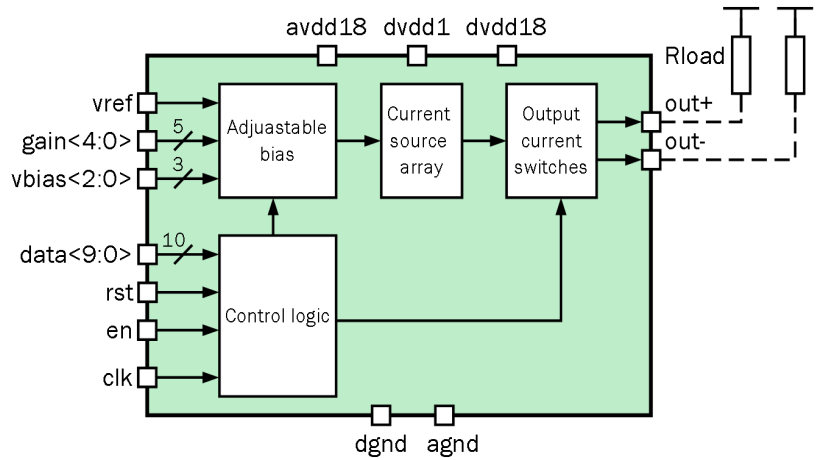 avdd18 dvdd1 dvdd18
Rload
vref
gain<4:0>
5
vbias<2:0>
3
Adjuastable
bias
Current
source
array
Output
current
switches
out+
out-
data<9:0>
10
rst
en
clk
Control logic
dgnd agnd